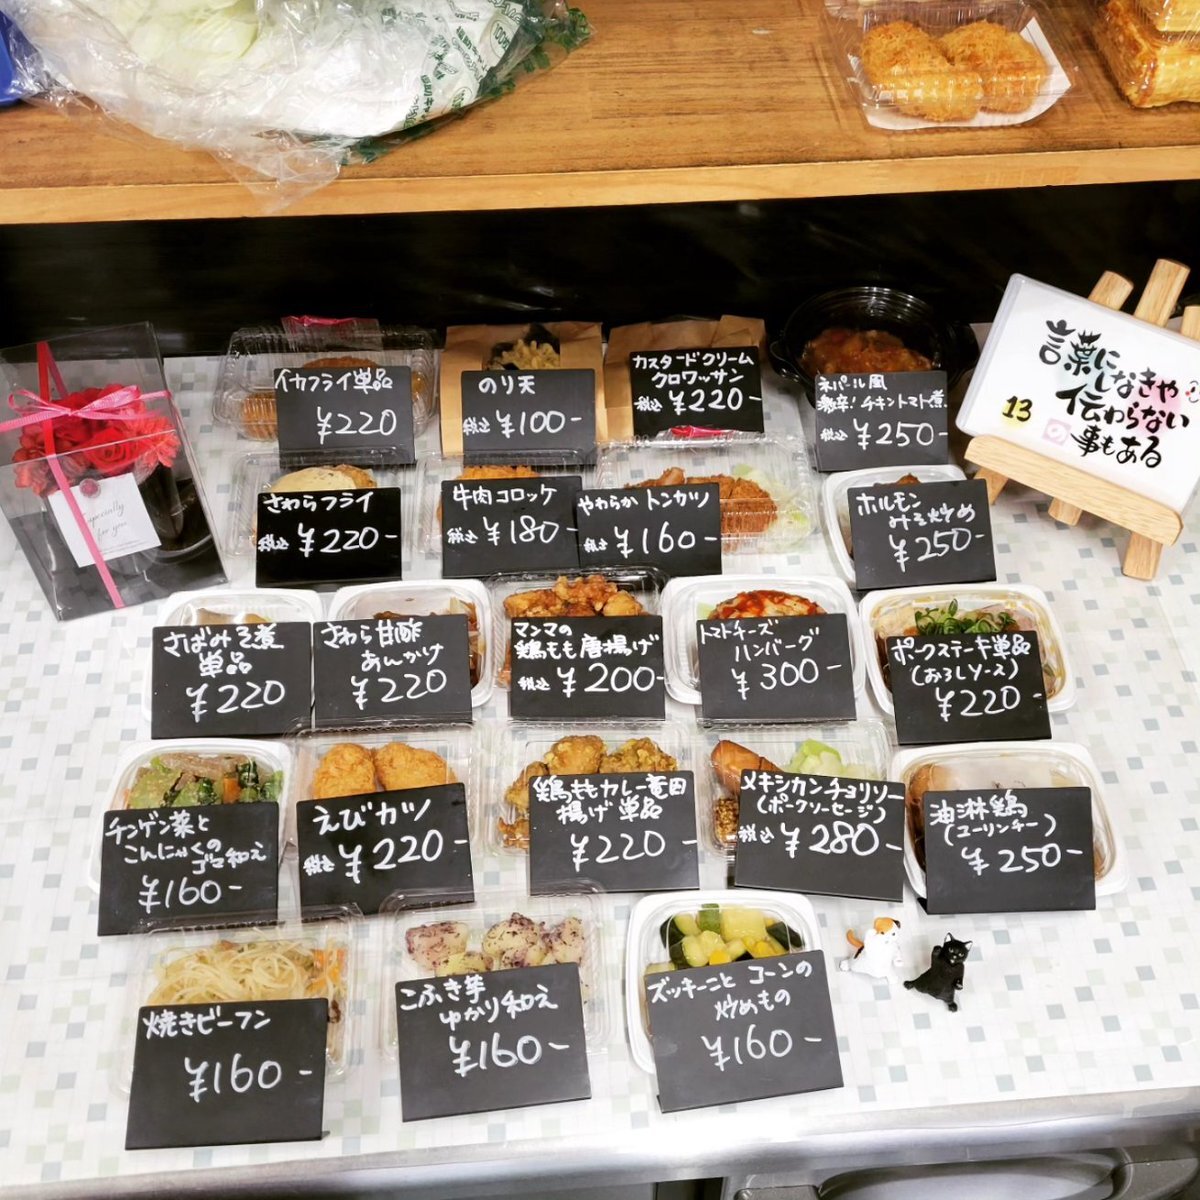 イカフライ単品
¥220
のり天
税込 ¥100-
カスタードクリーム
クロワッサン
税込 ¥220-
ネパール風
激辛!チキントマト煮
税込 ¥250-
言葉に
しなきゃ
伝わらない
事もある
13
さわらフライ
税込 ¥220-
牛肉コロッケ
税込 ¥180-
やわらか トンカツ
税込 ¥160-
ホルモン
みそ炒め
¥250-
さばみそ煮
単品
¥220
さわら甘酢
あんかけ
¥220
マンマの
鶏もも唐揚げ
税込 ¥200-
トマトチーズ
ハンバーグ
¥300
ポークステーキ単品
(おろしソース)
¥220
チンゲン菜と
こんにゃくの
ゴマ和え
¥160-
えびカツ
税込 ¥220-
鶏ももカレー竜田
揚げ単品
¥220
メキシカンチョリソー
(ポークソーセージ)
税込 ¥280-
油淋鶏
(ユーリンチー)
¥250-
焼きビーフン
¥160-
こふき芋
ゆかり和え
¥160-
ズッキーニと コーンの
炒めもの
¥160-
Especially
for you